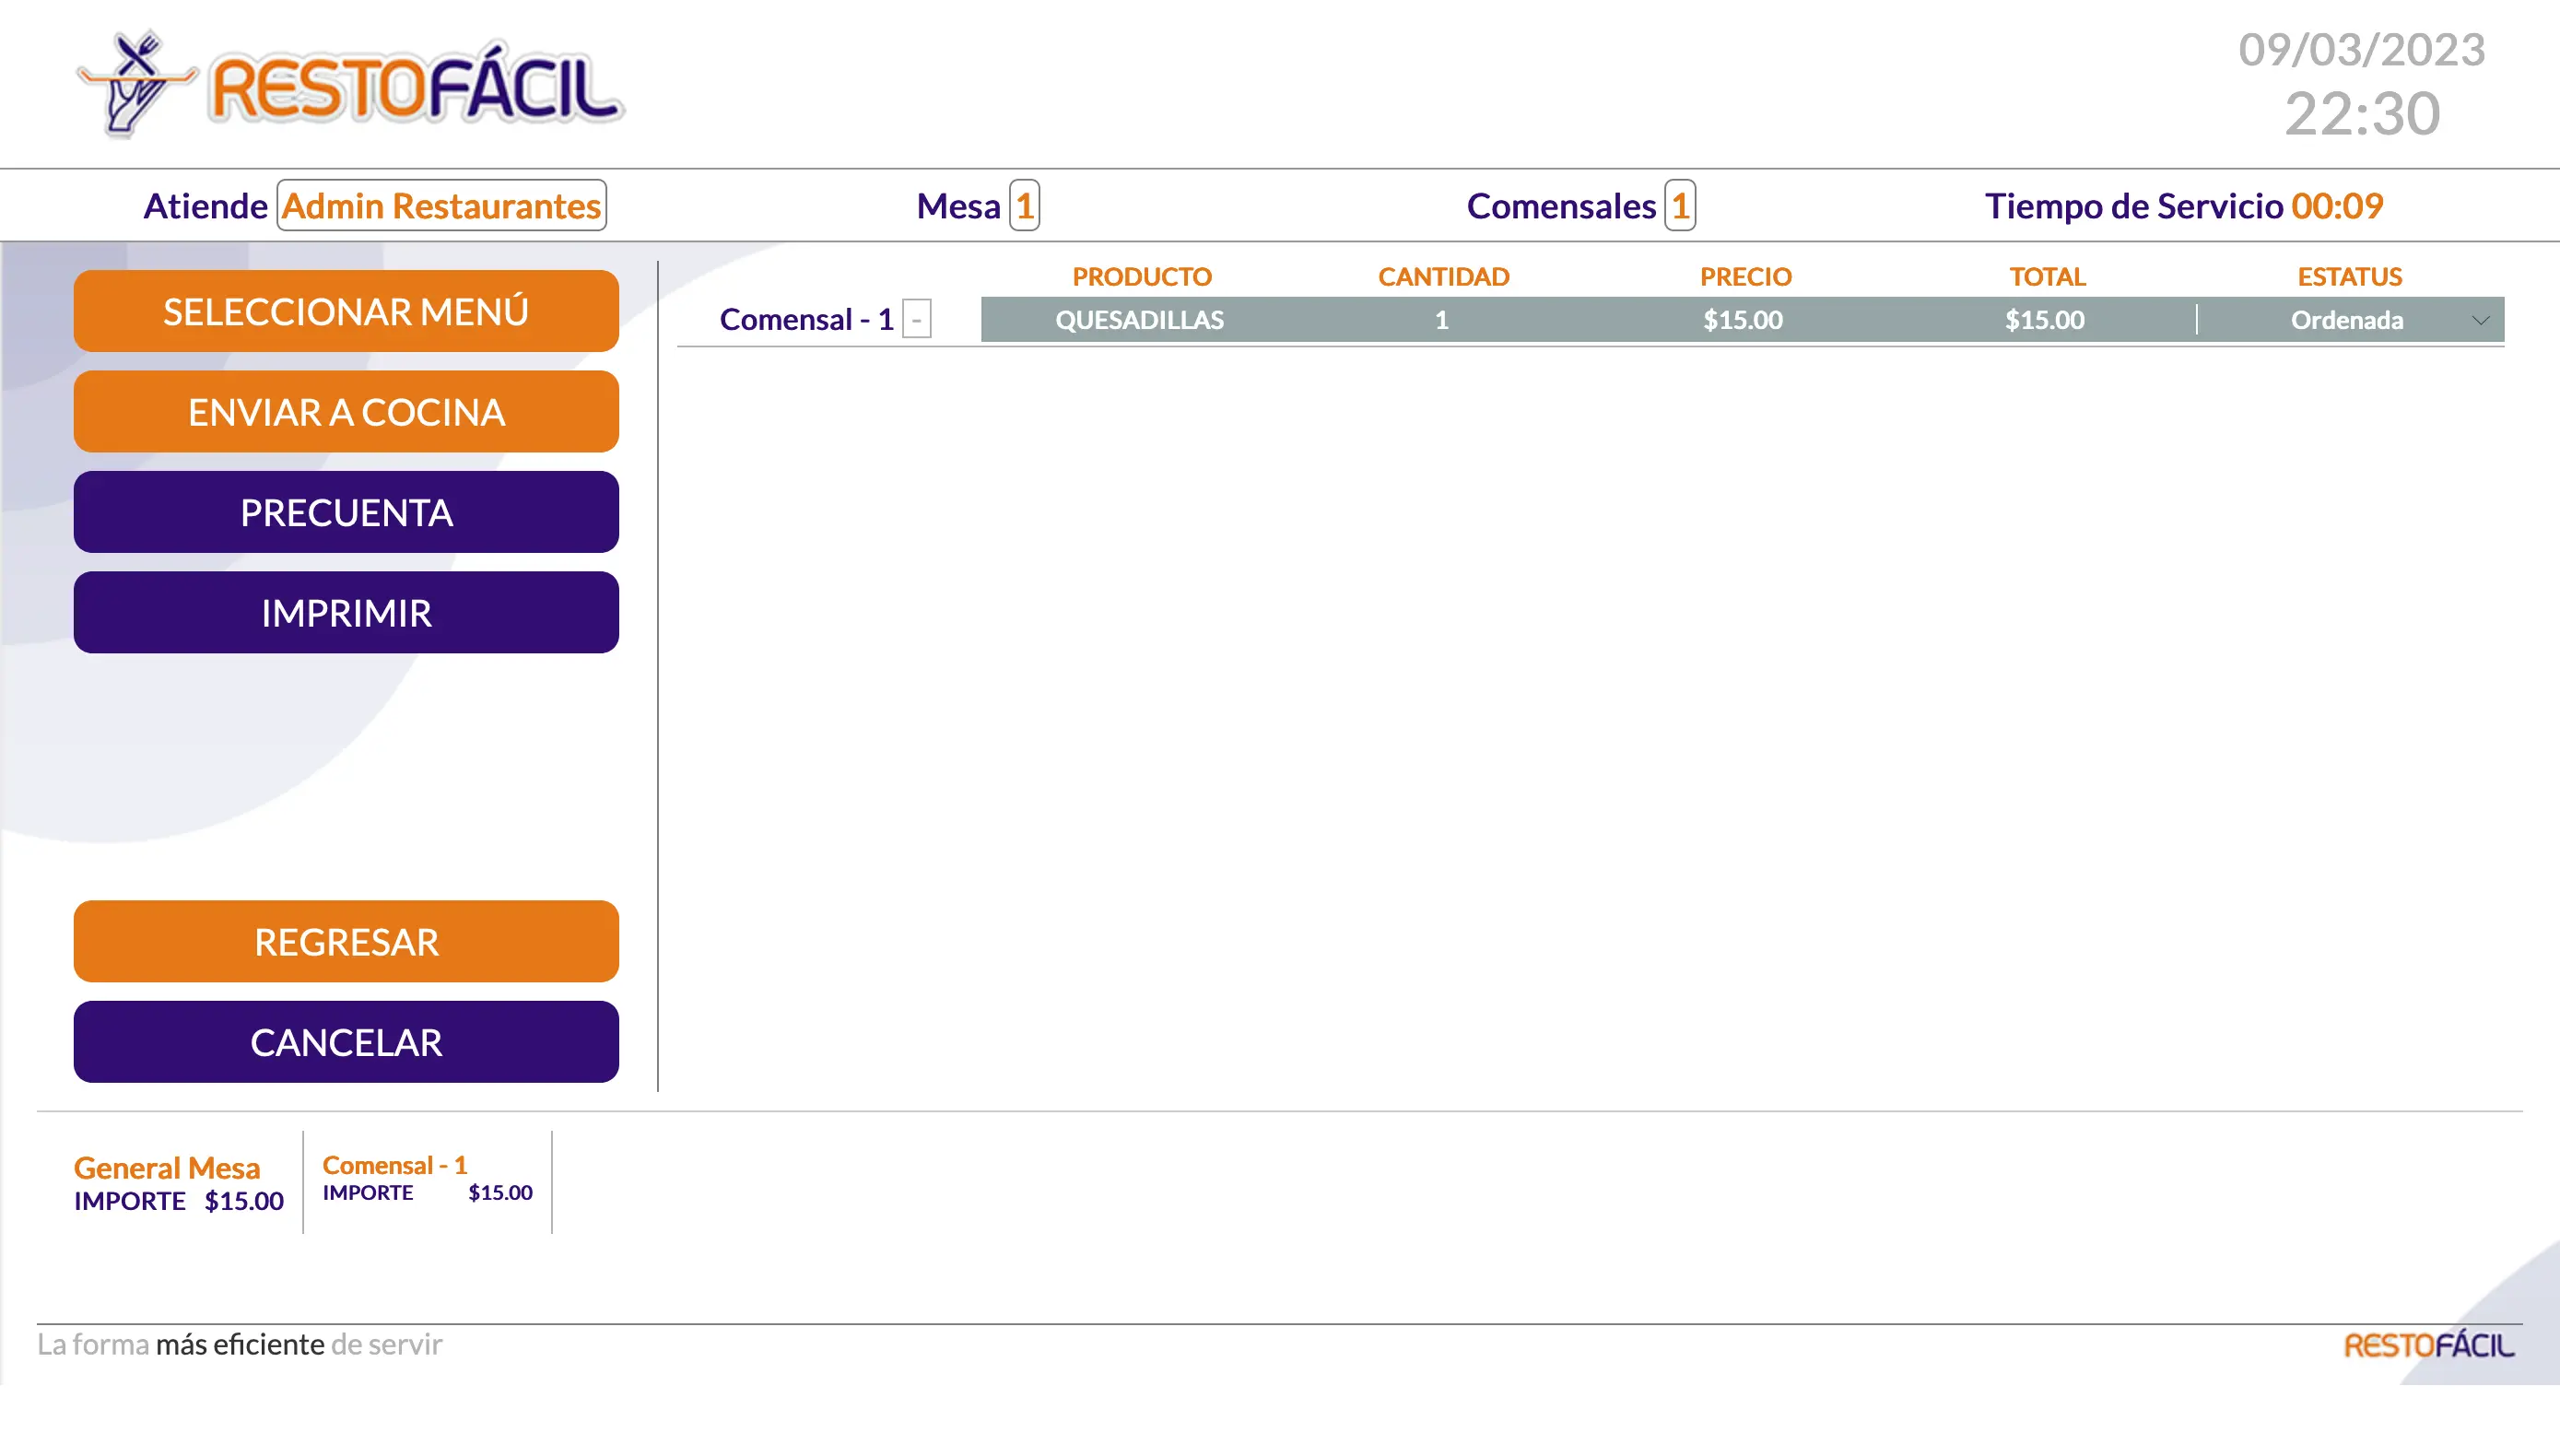 RESTOFÁCIL
09/03/2023
22:30
Atiende Admin Restaurantes Mesa 1 Comensales 1 Tiempo de Servicio 00:09
SELECCIONAR MENÚ
ENVIAR A COCINA
PRECUENTA
IMPRIMIR
REGRESAR
CANCELAR
PRODUCTO CANTIDAD PRECIO TOTAL ESTATUS
Comensal - 1 - QUESADILLAS 1 $15.00 $15.00 Ordenada
General Mesa
IMPORTE $15.00
Comensal - 1
IMPORTE $15.00
La forma más eficiente de servir
RESTOFÁCIL